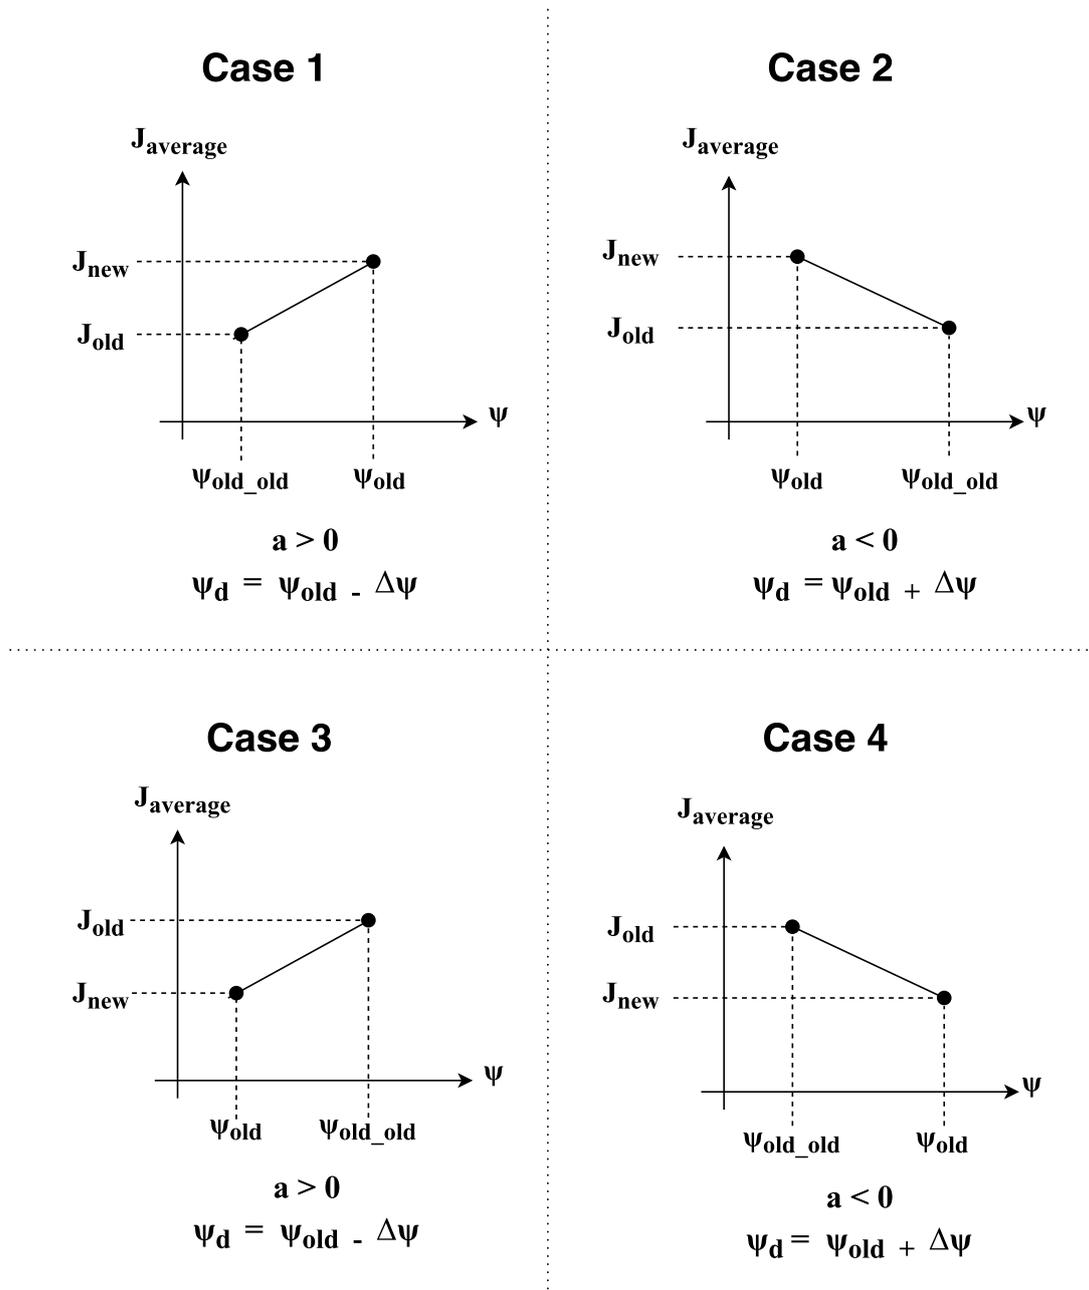 Case 1
J_average
J_new
J_old
ψ
ψ_old_old ψ_old
a > 0
ψ_d = ψ_old - Δψ
Case 2
J_average
J_new
J_old
ψ
ψ_old ψ_old_old
a < 0
ψ_d = ψ_old + Δψ
Case 3
J_average
J_old
J_new
ψ
ψ_old ψ_old_old
a > 0
ψ_d = ψ_old - Δψ
Case 4
J_average
J_old
J_new
ψ
ψ_old_old ψ_old
a < 0
ψ_d = ψ_old + Δψ